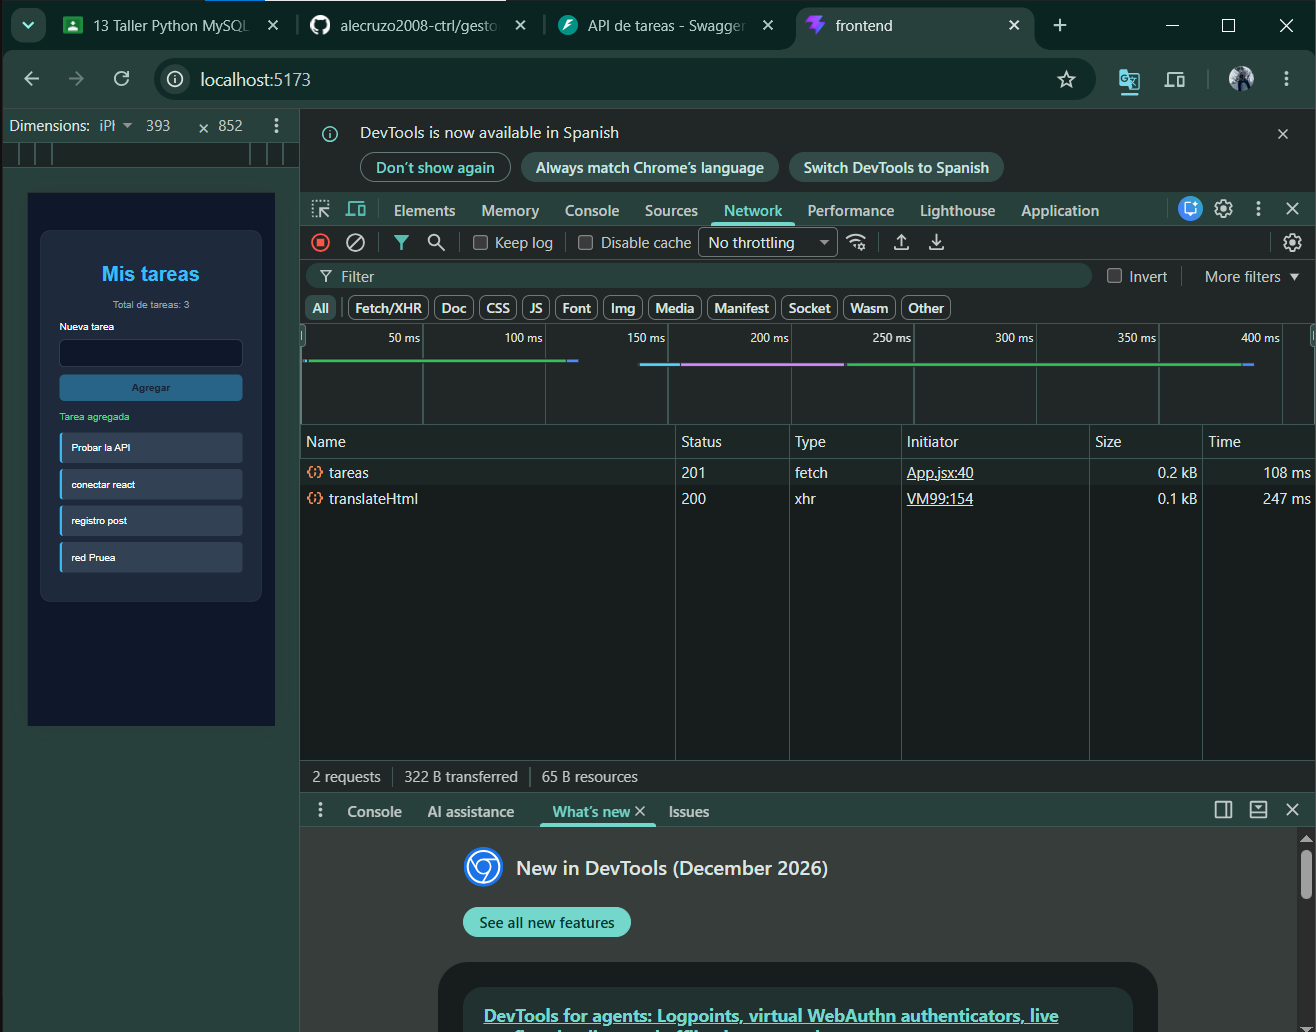 13 Taller Python MySQL
alecruzo2008-ctrl/gesto
API de tareas - Swagger
frontend
localhost:5173
Dimensions: iPh 393 x 852
DevTools is now available in Spanish
Don't show again Always match Chrome's language Switch DevTools to Spanish
Elements Memory Console Sources Network Performance Lighthouse Application
Keep log Disable cache No throttling
Filter Invert More filters
All Fetch/XHR Doc CSS JS Font Img Media Manifest Socket Wasm Other
50 ms 100 ms 150 ms 200 ms 250 ms 300 ms 350 ms 400 ms
Name Status Type Initiator Size Time
tareas 201 fetch App.jsx:40 0.2 kB 108 ms
translateHtml 200 xhr VM99:154 0.1 kB 247 ms
2 requests 322 B transferred 65 B resources
Mis tareas
Total de tareas: 3
Nueva tarea
Agregar
Tarea agregada
Probar la API
conectar react
registro post
red Pruea
Console AI assistance What's new Issues
New in DevTools (December 2026)
See all new features
DevTools for agents: Logpoints, virtual WebAuthn authenticators, live